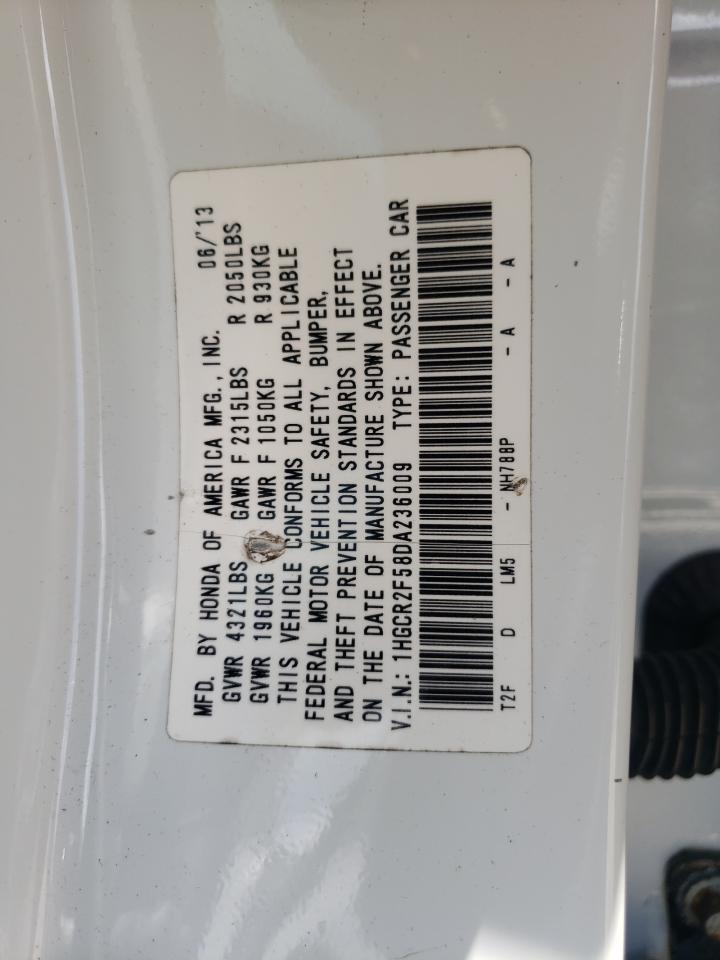 MFD. BY HONDA OF AMERICA MFG., INC. 06/'13
GVWR 4321LBS GAWR F 2315LBS R 2050LBS
GVWR 1960KG GAWR F 1050KG R 930KG
THIS VEHICLE CONFORMS TO ALL APPLICABLE
FEDERAL MOTOR VEHICLE SAFETY, BUMPER,
AND THEFT PREVENTION STANDARDS IN EFFECT
ON THE DATE OF MANUFACTURE SHOWN ABOVE.
V.I.N.: 1HGCR2F58DA236009 TYPE: PASSENGER CAR
T2F D LM5 - NH788P - A - A